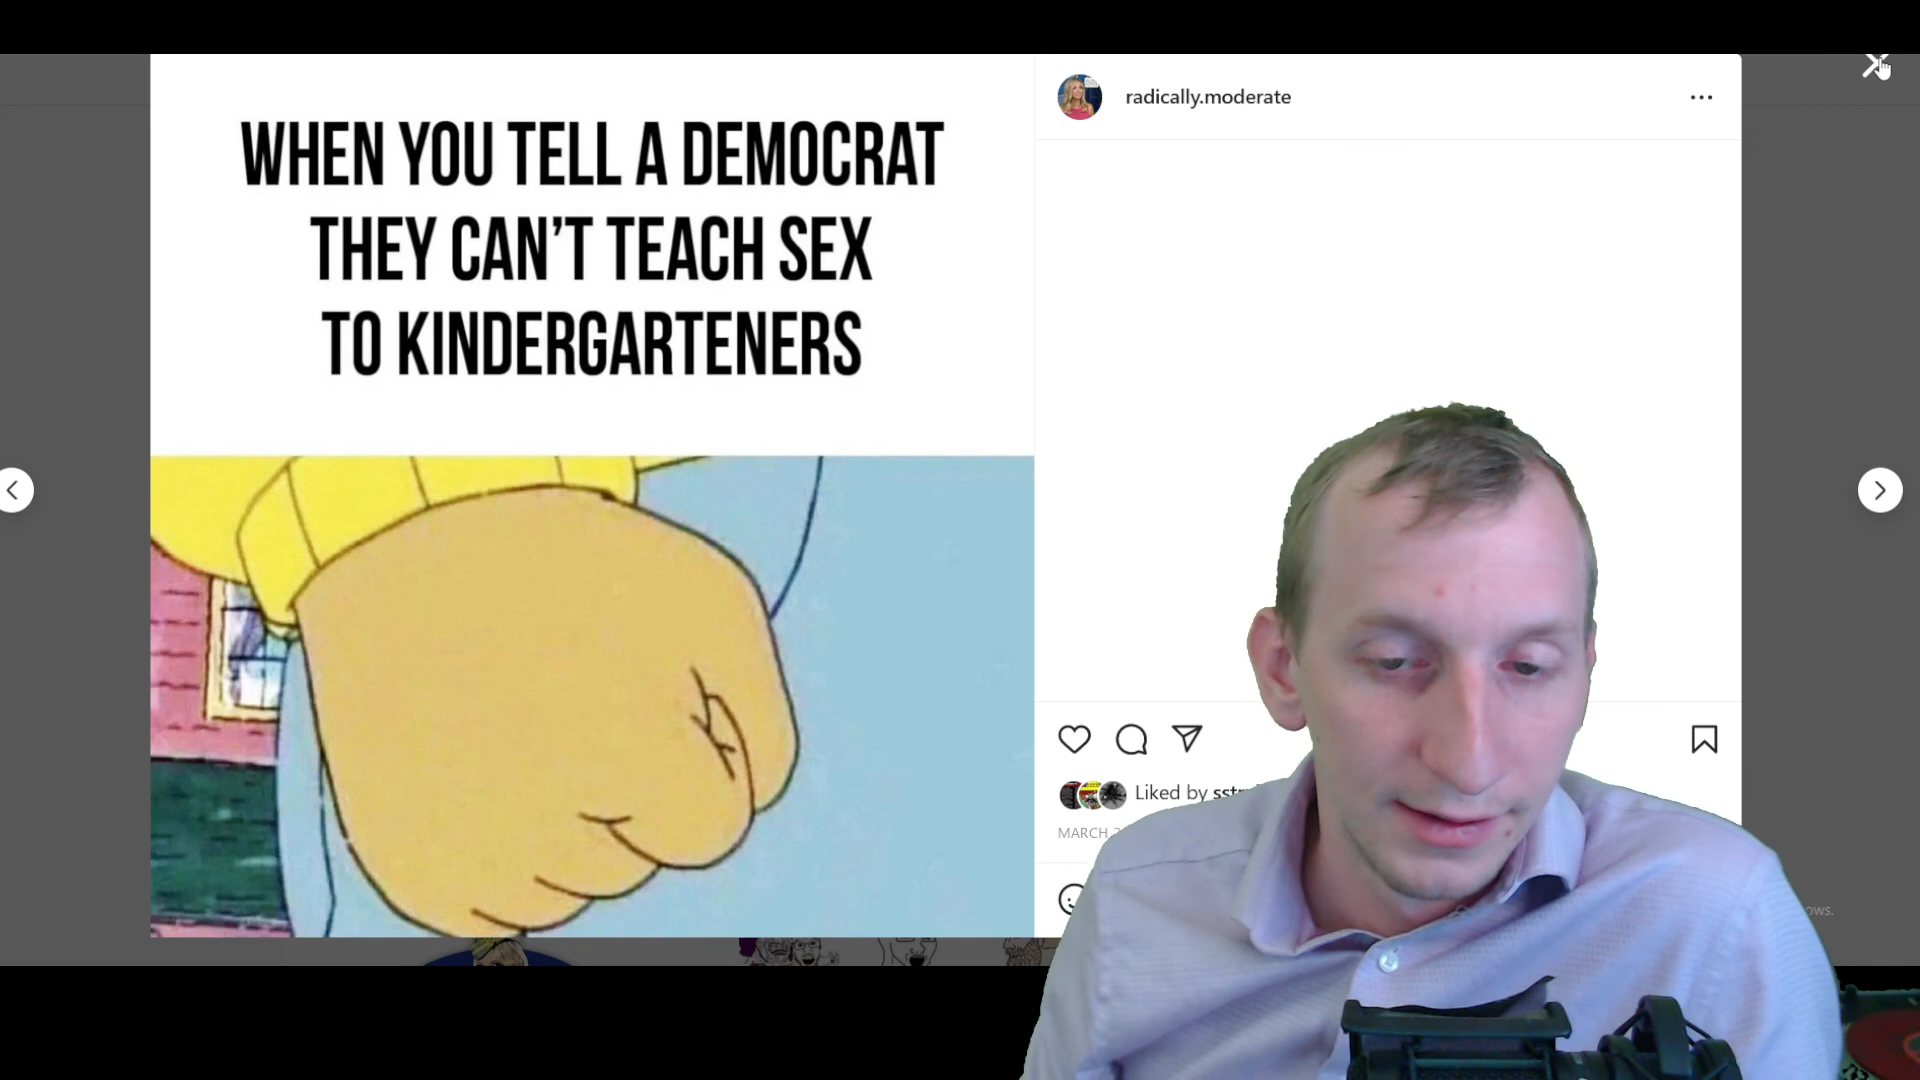 WHEN YOU TELL A DEMOCRAT
THEY CAN'T TEACH SEX
TO KINDERGARTENERS
radically.moderate
Liked by
MARCH